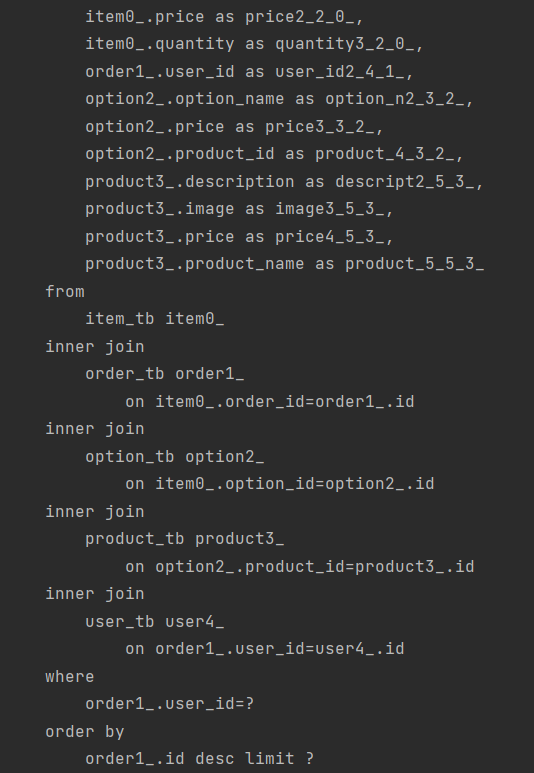 item0_.price as price2_2_0_,
item0_.quantity as quantity3_2_0_,
order1_.user_id as user_id2_4_1_,
option2_.option_name as option_n2_3_2_,
option2_.price as price3_3_2_,
option2_.product_id as product_4_3_2_,
product3_.description as descript2_5_3_,
product3_.image as image3_5_3_,
product3_.price as price4_5_3_,
product3_.product_name as product_5_5_3_
from
item_tb item0_
inner join
order_tb order1_
on item0_.order_id=order1_.id
inner join
option_tb option2_
on item0_.option_id=option2_.id
inner join
product_tb product3_
on option2_.product_id=product3_.id
inner join
user_tb user4_
on order1_.user_id=user4_.id
where
order1_.user_id=?
order by
order1_.id desc limit ?